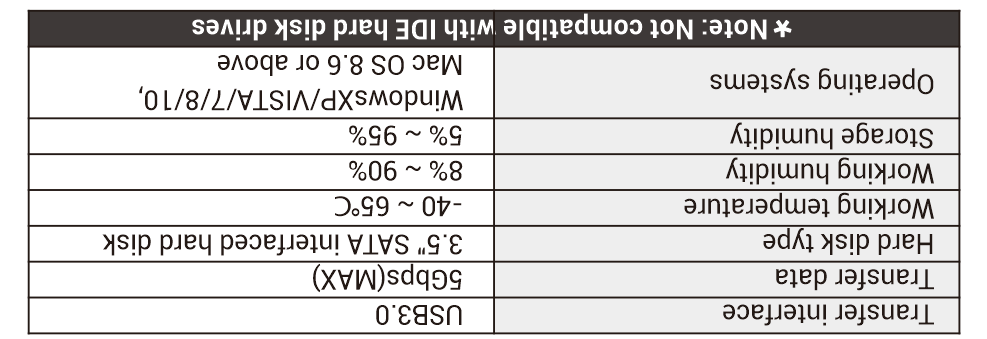 Transfer interface USB3.0
Transfer data 5Gbps(MAX)
Hard disk type 3.5" SATA interfaced hard disk
Working temperature -40 ~ 65°C
Working humidity 8% ~ 90%
Storage humidity 5% ~ 95%
Operating systems WindowsXP/VISTA/7/8/10,
Mac OS 8.6 or above
★Note: Not compatible with IDE hard disk drives